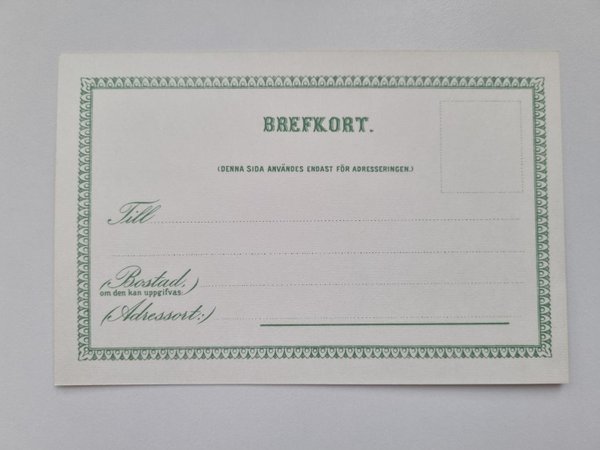 BREFKORT.
(DENNA SIDA ANVÄNDES ENDAST FÖR ADRESSERINGEN.)
Till
(Bostad,)
om den kan uppgifvas:
(Adressort:)